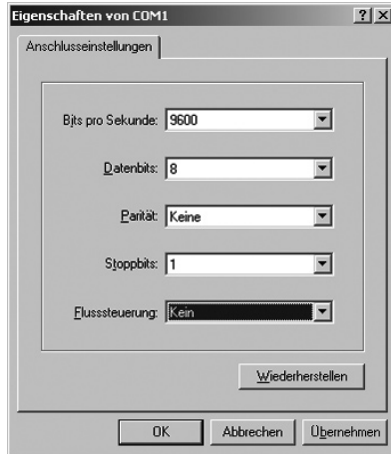 Eigenschaften von COM1
Anschlusseinstellungen
Bits pro Sekunde: 9600
Datenbits: 8
Parität: Keine
Stoppbits: 1
Flusssteuerung: Kein
Wiederherstellen
OK Abbrechen Übernehmen